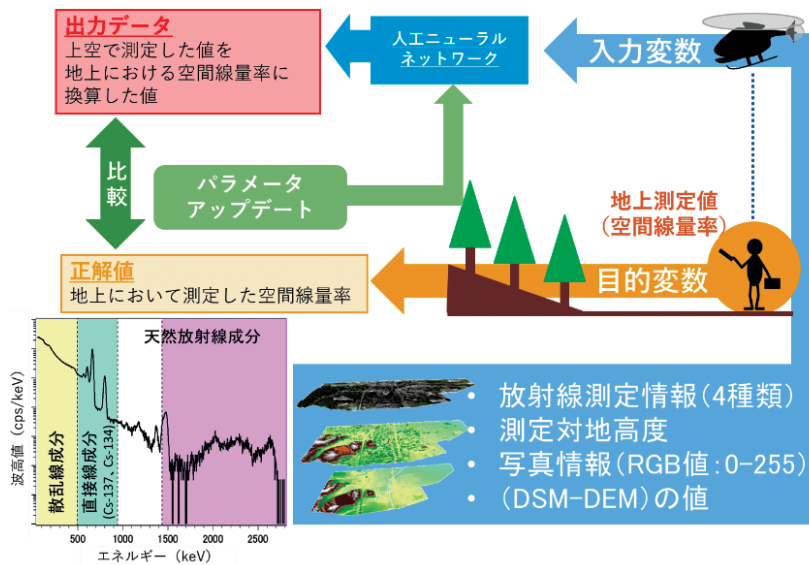 出力データ
上空で測定した値を
地上における空間線量率に
換算した値
人工ニューラル
ネットワーク
入力変数
比較
パラメータ
アップデート
地上測定値
(空間線量率)
正解値
地上において測定した空間線量率
目的変数
天然放射線成分
波高値 (cps/keV)
散乱線成分
直接線成分
(Cs-137、Cs-134)
500
1000
1500
2000
2500
エネルギー (keV)
・ 放射線測定情報(4種類)
・ 測定対地高度
・ 写真情報(RGB値:0-255)
・ (DSM-DEM)の値